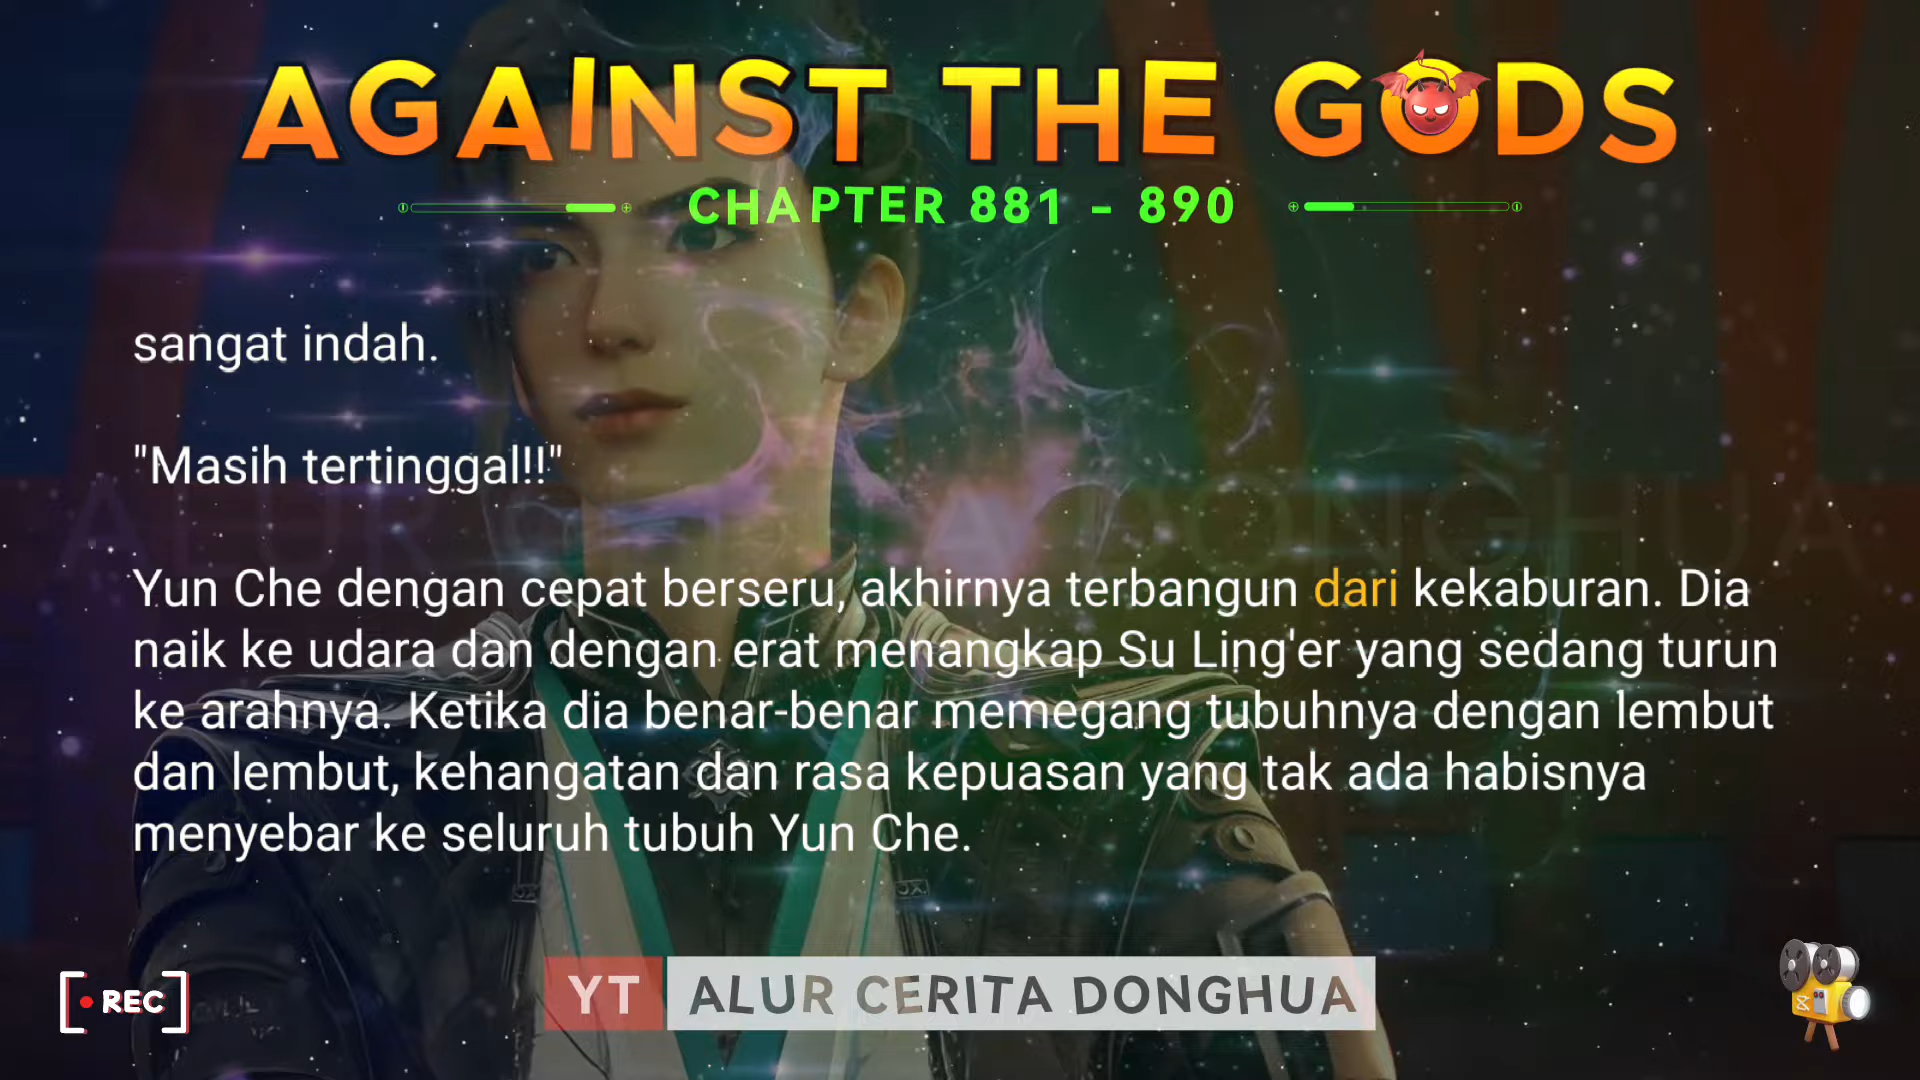 AGAINST THE GODS
CHAPTER 881 - 890
sangat indah.
"Masih tertinggal!!"
Yun Che dengan cepat berseru, akhirnya terbangun dari kekaburan. Dia
naik ke udara dan dengan erat menangkap Su Ling'er yang sedang turun
ke arahnya. Ketika dia benar-benar memegang tubuhnya dengan lembut
dan lembut, kehangatan dan rasa kepuasan yang tak ada habisnya
menyebar ke seluruh tubuh Yun Che.
ALUR CERITA DONGHUA
REC
YT ALUR CERITA DONGHUA